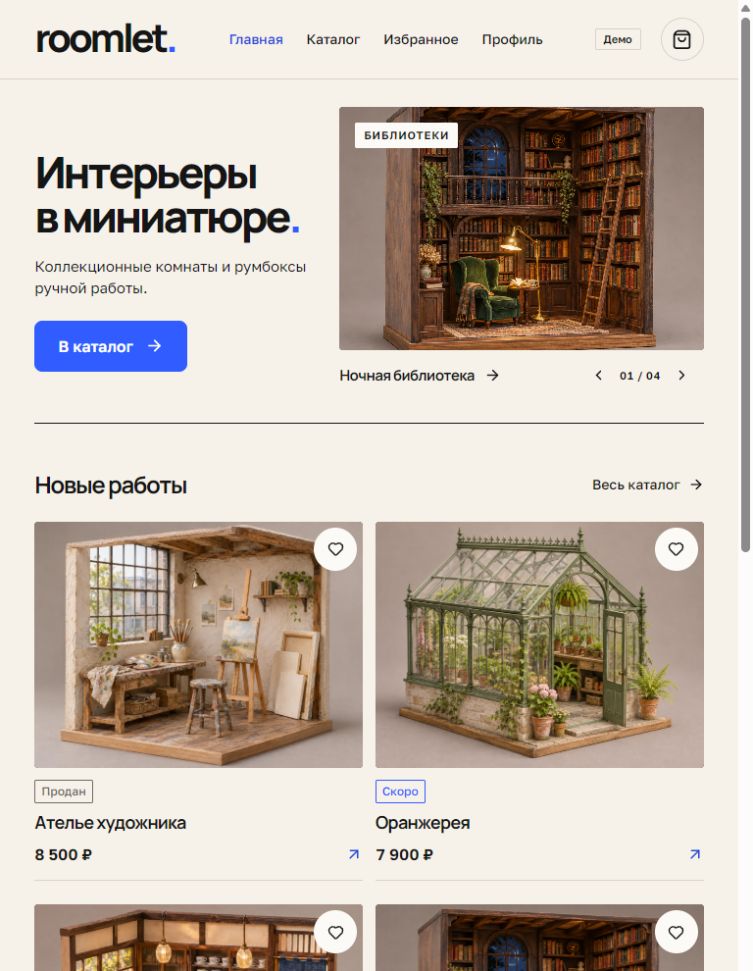 roomlet.
Главная Каталог Избранное Профиль
Демо
Интерьеры
в миниатюре.
Коллекционные комнаты и румбоксы
ручной работы.
В каталог
БИБЛИОТЕКИ
Ночная библиотека
01 / 04
Новые работы
Весь каталог
Продан
Ателье художника
8 500 ₽
Скоро
Оранжерея
7 900 ₽